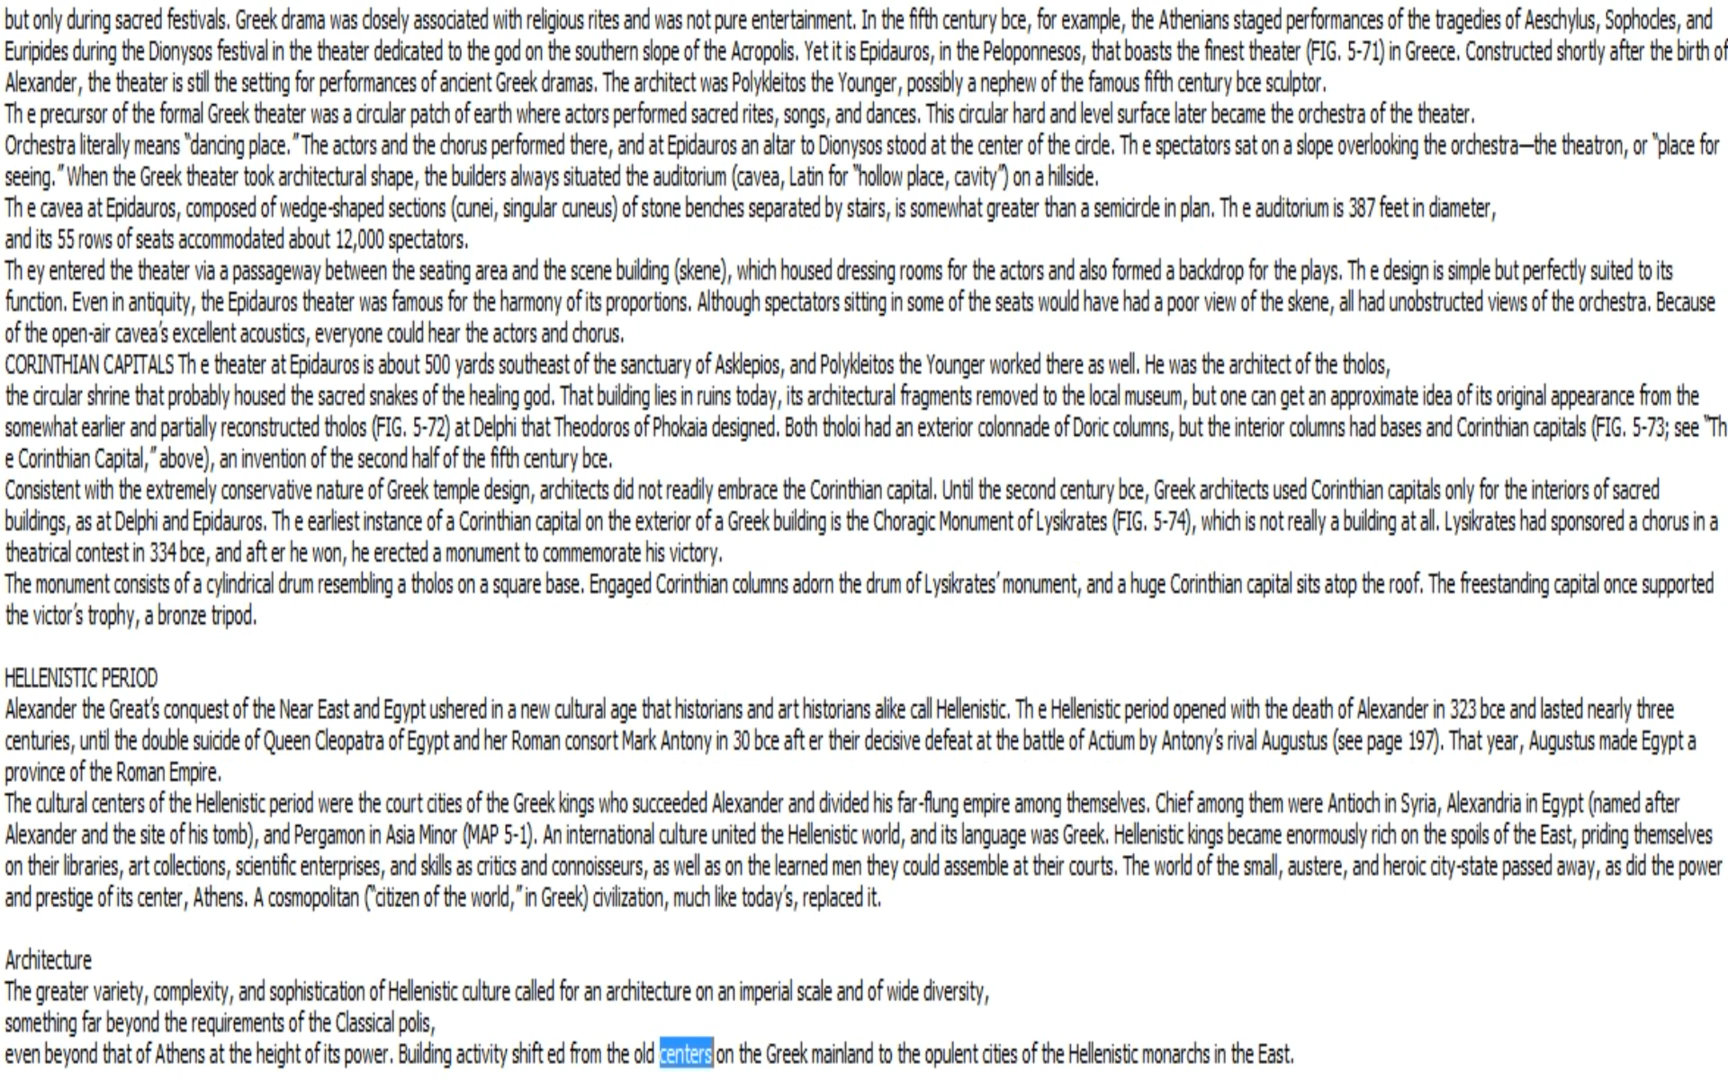 but only during sacred festivals. Greek drama was closely associated with religious rites and was not pure entertainment. In the fifth century bce, for example, the Athenians staged performances of the tragedies of Aeschylus, Sophocles, and
Euripides during the Dionysos festival in the theater dedicated to the god on the southern slope of the Acropolis. Yet it is Epidauros, in the Peloponnesos, that boasts the finest theater (FIG. 5-71) in Greece. Constructed shortly after the birth of
Alexander, the theater is still the setting for performances of ancient Greek dramas. The architect was Polykleitos the Younger, possibly a nephew of the famous fifth century bce sculptor.
Th e precursor of the formal Greek theater was a circular patch of earth where actors performed sacred rites, songs, and dances. This circular hard and level surface later became the orchestra of the theater.
Orchestra literally means “dancing place.” The actors and the chorus performed there, and at Epidauros an altar to Dionysos stood at the center of the circle. Th e spectators sat on a slope overlooking the orchestra—the theatron, or “place for
seeing.” When the Greek theater took architectural shape, the builders always situated the auditorium (cavea, Latin for “hollow place, cavity”) on a hillside.
Th e cavea at Epidauros, composed of wedge-shaped sections (cunei, singular cuneus) of stone benches separated by stairs, is somewhat greater than a semicircle in plan. Th e auditorium is 387 feet in diameter,
and its 55 rows of seats accommodated about 12,000 spectators.
Th ey entered the theater via a passageway between the seating area and the scene building (skene), which housed dressing rooms for the actors and also formed a backdrop for the plays. Th e design is simple but perfectly suited to its
function. Even in antiquity, the Epidauros theater was famous for the harmony of its proportions. Although spectators sitting in some of the seats would have had a poor view of the skene, all had unobstructed views of the orchestra. Because
of the open-air cavea’s excellent acoustics, everyone could hear the actors and chorus.
CORINTHIAN CAPITALS Th e theater at Epidauros is about 500 yards southeast of the sanctuary of Asklepios, and Polykleitos the Younger worked there as well. He was the architect of the tholos,
the circular shrine that probably housed the sacred snakes of the healing god. That building lies in ruins today, its architectural fragments removed to the local museum, but one can get an approximate idea of its original appearance from the
somewhat earlier and partially reconstructed tholos (FIG. 5-72) at Delphi that Theodoros of Phokaia designed. Both tholoi had an exterior colonnade of Doric columns, but the interior columns had bases and Corinthian capitals (FIG. 5-73; see “Th
e Corinthian Capital,” above), an invention of the second half of the fifth century bce.
Consistent with the extremely conservative nature of Greek temple design, architects did not readily embrace the Corinthian capital. Until the second century bce, Greek architects used Corinthian capitals only for the interiors of sacred
buildings, as at Delphi and Epidauros. Th e earliest instance of a Corinthian capital on the exterior of a Greek building is the Choragic Monument of Lysikrates (FIG. 5-74), which is not really a building at all. Lysikrates had sponsored a chorus in a
theatrical contest in 334 bce, and aft er he won, he erected a monument to commemorate his victory.
The monument consists of a cylindrical drum resembling a tholos on a square base. Engaged Corinthian columns adorn the drum of Lysikrates’ monument, and a huge Corinthian capital sits atop the roof. The freestanding capital once supported
the victor’s trophy, a bronze tripod.
HELLENISTIC PERIOD
Alexander the Great’s conquest of the Near East and Egypt ushered in a new cultural age that historians and art historians alike call Hellenistic. Th e Hellenistic period opened with the death of Alexander in 323 bce and lasted nearly three
centuries, until the double suicide of Queen Cleopatra of Egypt and her Roman consort Mark Antony in 30 bce aft er their decisive defeat at the battle of Actium by Antony’s rival Augustus (see page 197). That year, Augustus made Egypt a
province of the Roman Empire.
The cultural centers of the Hellenistic period were the court cities of the Greek kings who succeeded Alexander and divided his far-flung empire among themselves. Chief among them were Antioch in Syria, Alexandria in Egypt (named after
Alexander and the site of his tomb), and Pergamon in Asia Minor (MAP 5-1). An international culture united the Hellenistic world, and its language was Greek. Hellenistic kings became enormously rich on the spoils of the East, priding themselves
on their libraries, art collections, scientific enterprises, and skills as critics and connoisseurs, as well as on the learned men they could assemble at their courts. The world of the small, austere, and heroic city-state passed away, as did the power
and prestige of its center, Athens. A cosmopolitan (“citizen of the world,” in Greek) civilization, much like today’s, replaced it.
Architecture
The greater variety, complexity, and sophistication of Hellenistic culture called for an architecture on an imperial scale and of wide diversity,
something far beyond the requirements of the Classical polis,
even beyond that of Athens at the height of its power. Building activity shift ed from the old centers on the Greek mainland to the opulent cities of the Hellenistic monarchs in the East.